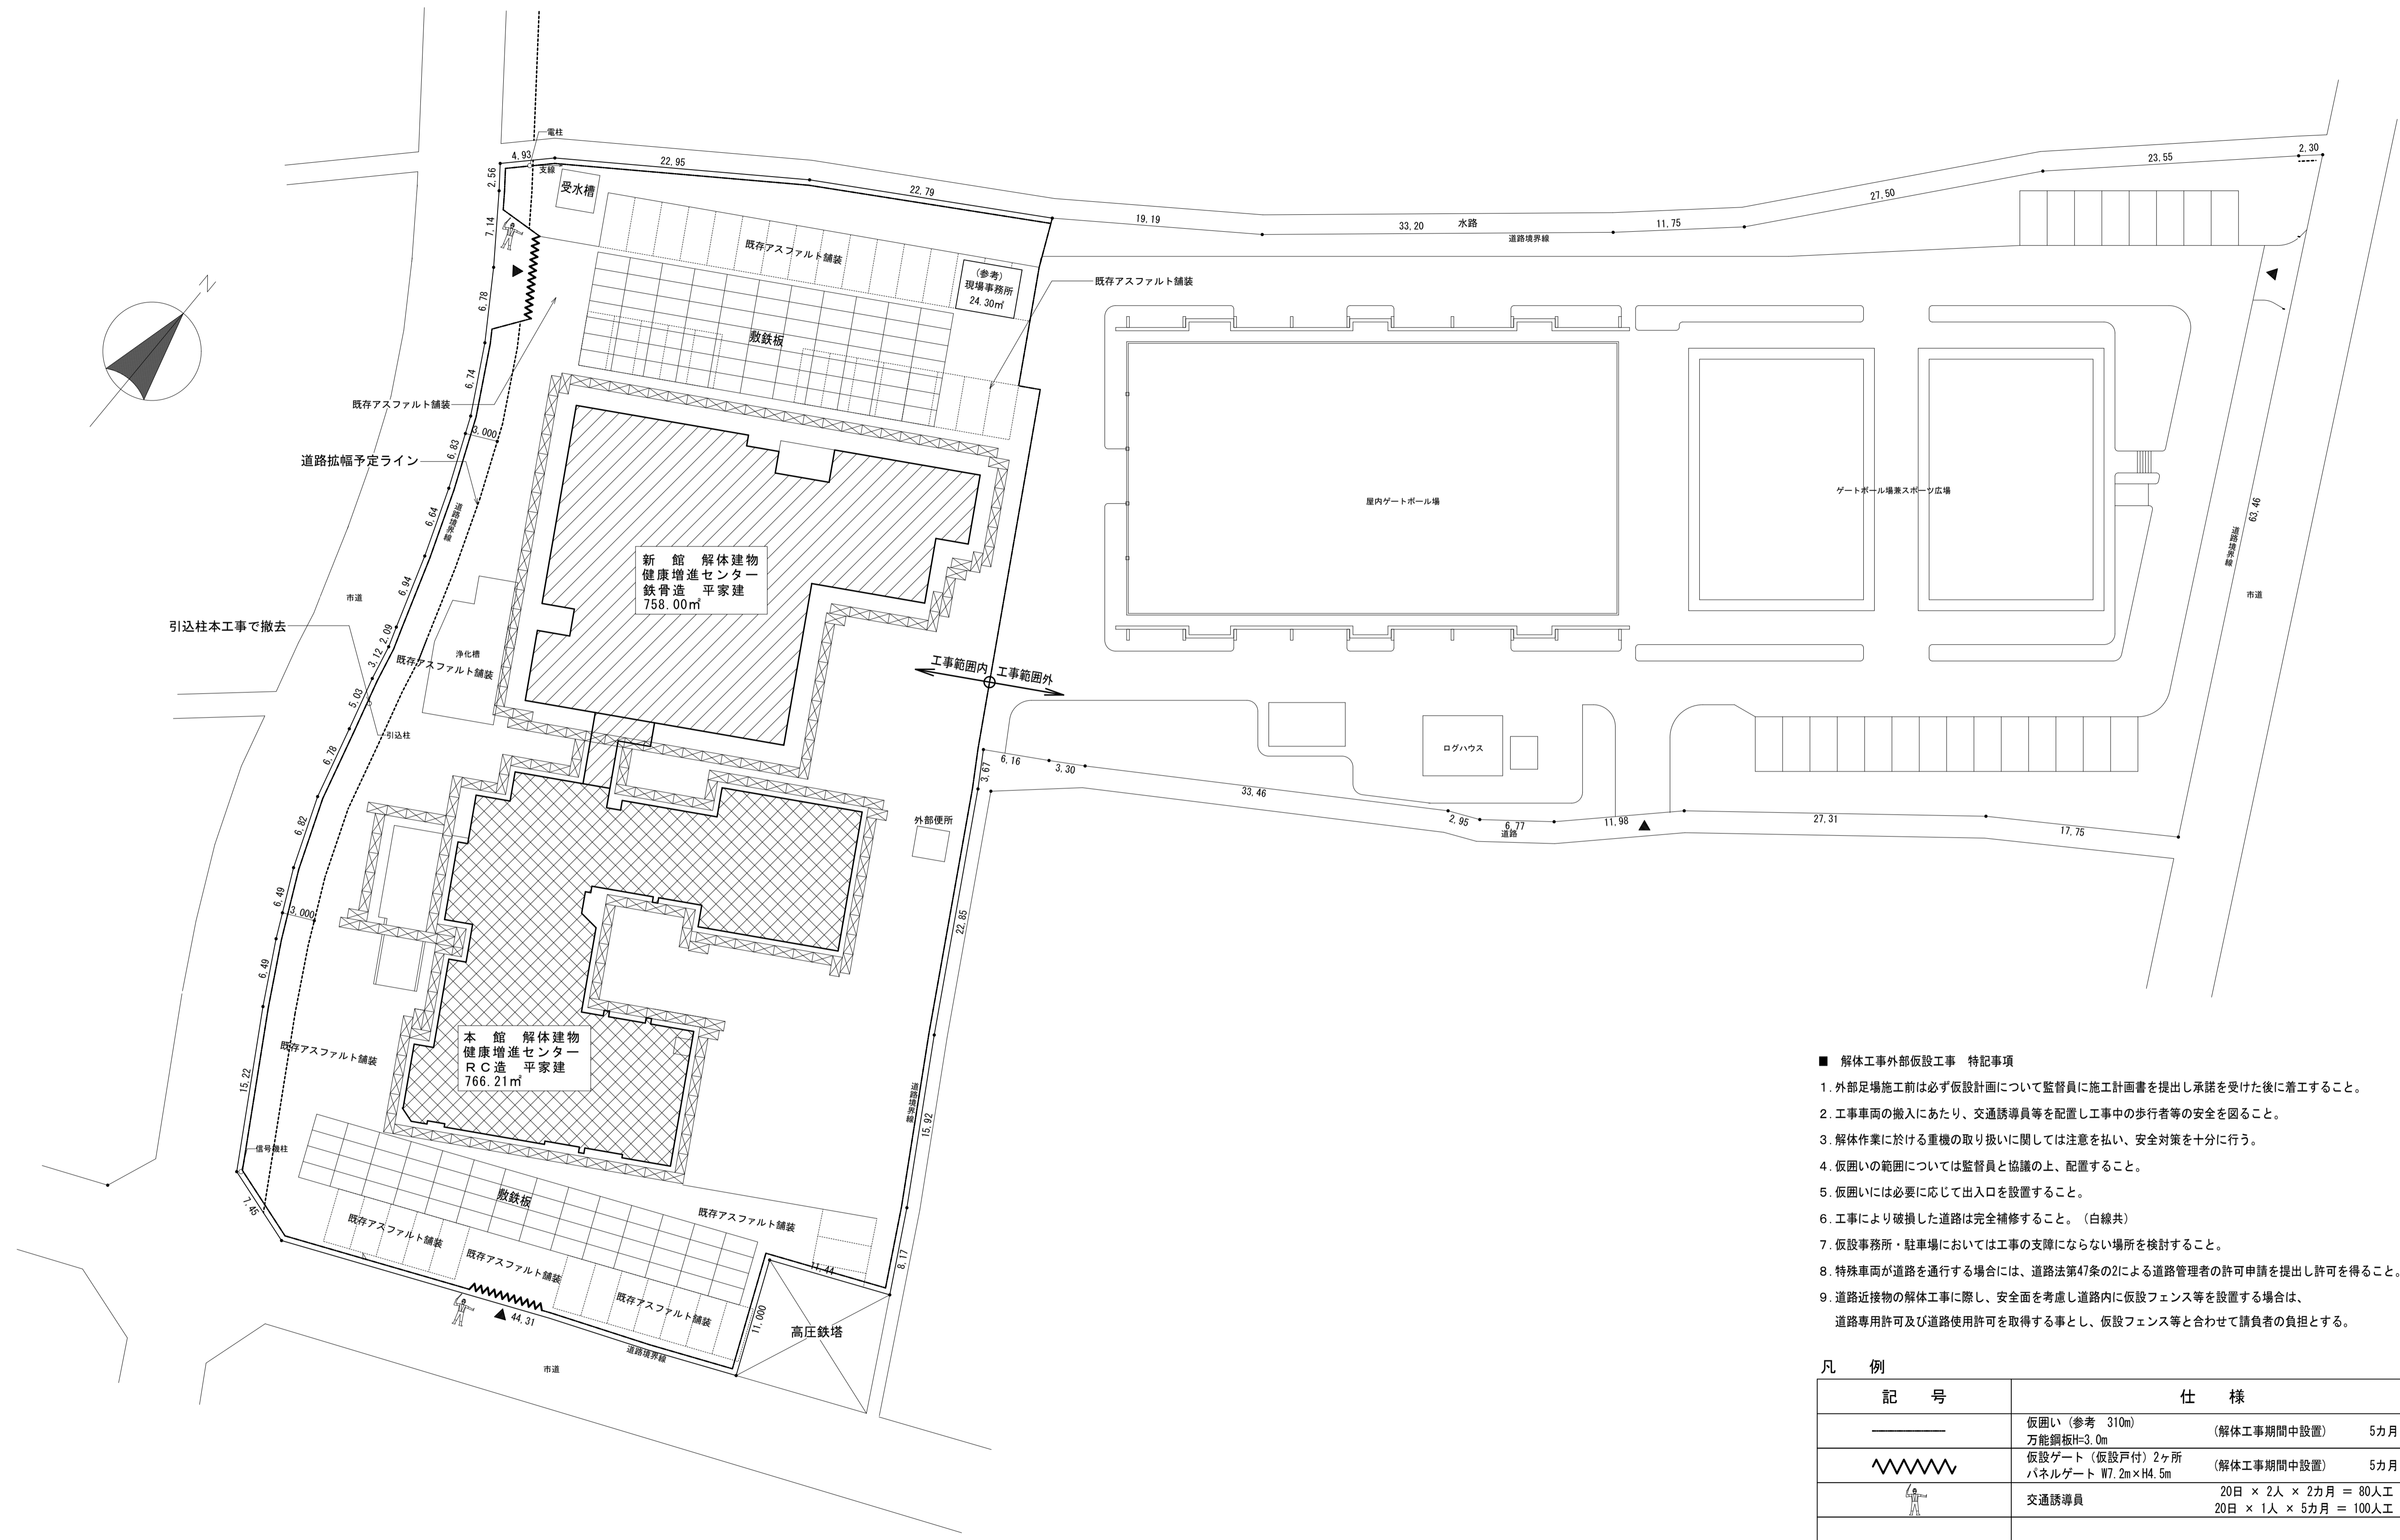 電柱
4,93
22,95
支線
2,56
受水槽
22,79
7,14
19,19
33,20
水路
道路境界線
11,75
27,50
23,55
2,30
N
既存アスファルト舗装
(参考)
現場事務所
24.30㎡
既存アスファルト舗装
6,78
敷鉄板
6,74
既存アスファルト舗装
3,000
6,83
道路拡幅予定ライン
6,64
道路境界線
屋内ゲートボール場
ゲートボール場兼スポーツ広場
63,46
道路境界線
市道
新　館　解体建物
健康増進センター
鉄骨造　平家建
758.00㎡
6,94
市道
引込柱本工事で撤去
2,09
3,12
浄化槽
既存アスファルト舗装
5,03
引込柱
工事範囲内
工事範囲外
6,78
3,67
6,16
3,30
33,46
ログハウス
2,95
6,77
道路
11,98
27,31
17,75
6,82
外部便所
6,49
3,000
22,85
6,49
本　館　解体建物
健康増進センター
ＲＣ造　平家建
766.21㎡
既存アスファルト舗装
15,22
道路境界線
15,92
信号機柱
7,45
敷鉄板
既存アスファルト舗装
既存アスファルト舗装
既存アスファルト舗装
既存アスファルト舗装
11,44
8,17
11,000
高圧鉄塔
44,31
道路境界線
市道
■　解体工事外部仮設工事　特記事項
１.外部足場施工前は必ず仮設計画について監督員に施工計画書を提出し承諾を受けた後に着工すること。
２.工事車両の搬入にあたり、交通誘導員等を配置し工事中の歩行者等の安全を図ること。
３.解体作業に於ける重機の取り扱いに関しては注意を払い、安全対策を十分に行う。
４.仮囲いの範囲については監督員と協議の上、配置すること。
５.仮囲いには必要に応じて出入口を設置すること。
６.工事により破損した道路は完全補修すること。（白線共）
７.仮設事務所・駐車場においては工事の支障にならない場所を検討すること。
８.特殊車両が道路を通行する場合には、道路法第47条の2による道路管理者の許可申請を提出し許可を得ること。
９.道路近接物の解体工事に際し、安全面を考慮し道路内に仮設フェンス等を設置する場合は、
道路専用許可及び道路使用許可を取得する事とし、仮設フェンス等と合わせて請負者の負担とする。
凡　例
記　号　仕　様
仮囲い（参考　310m）
万能鋼板H=3.0m
(解体工事期間中設置)　5カ月
仮設ゲート（仮設戸付）2ヶ所
パネルゲート W7.2m×H4.5m
(解体工事期間中設置)　5カ月
交通誘導員
20日 × 2人 × 2カ月 ＝ 80人工
20日 × 1人 × 5カ月 ＝ 100人工